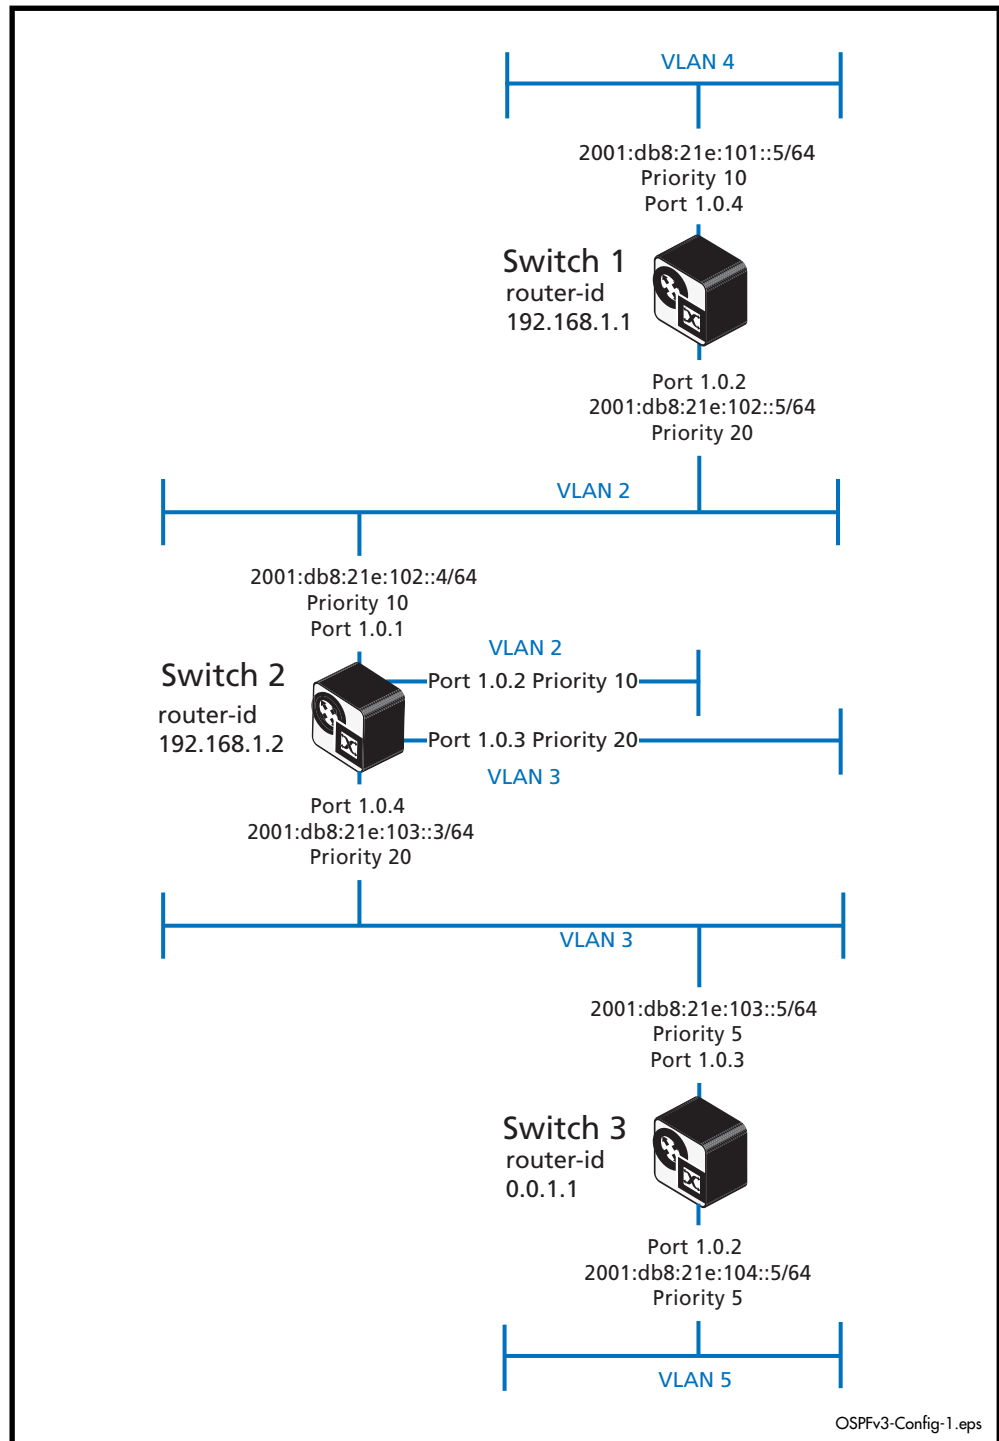 VLAN 4
2001:db8:21e:101::5/64
Priority 10
Port 1.0.4
Switch 1
router-id
192.168.1.1
Port 1.0.2
2001:db8:21e:102::5/64
Priority 20
VLAN 2
2001:db8:21e:102::4/64
Priority 10
Port 1.0.1
VLAN 2
Switch 2
Port 1.0.2 Priority 10
router-id
192.168.1.2
Port 1.0.3 Priority 20
VLAN 3
Port 1.0.4
2001:db8:21e:103::3/64
Priority 20
VLAN 3
2001:db8:21e:103::5/64
Priority 5
Port 1.0.3
Switch 3
router-id
0.0.1.1
Port 1.0.2
2001:db8:21e:104::5/64
Priority 5
VLAN 5
OSPFv3-Config-1.eps